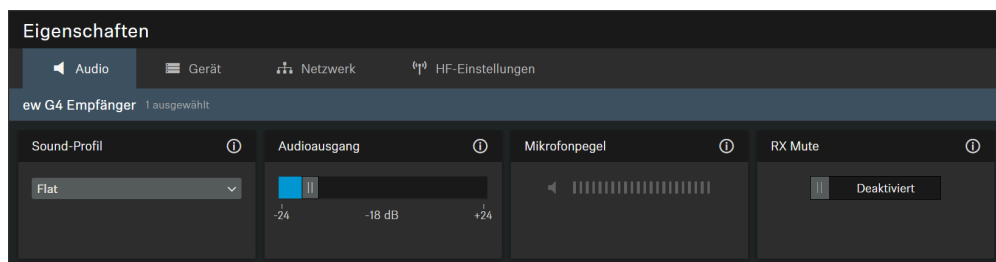 Eigenschaften
Audio Gerät Netzwerk HF-Einstellungen
ew G4 Empfänger 1 ausgewählt
Sound-Profil Audioausgang Mikrofonpegel RX Mute
Flat Deaktiviert
-24 -18 dB +24